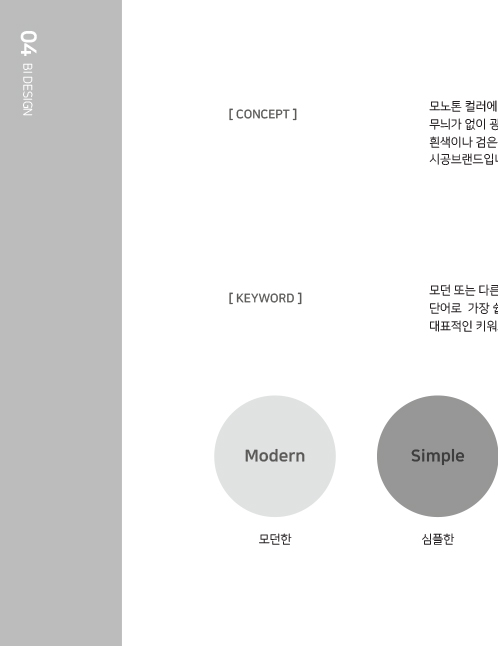 04 BI DESIGN
[ CONCEPT ]
모노톤 컬러에
무늬가 없이
흰색이나 검은
시공브랜드입니
[ KEYWORD ]
모던 또는 다른
단어로 가장
대표적인 키워
Modern
Simple
모던한
심플한